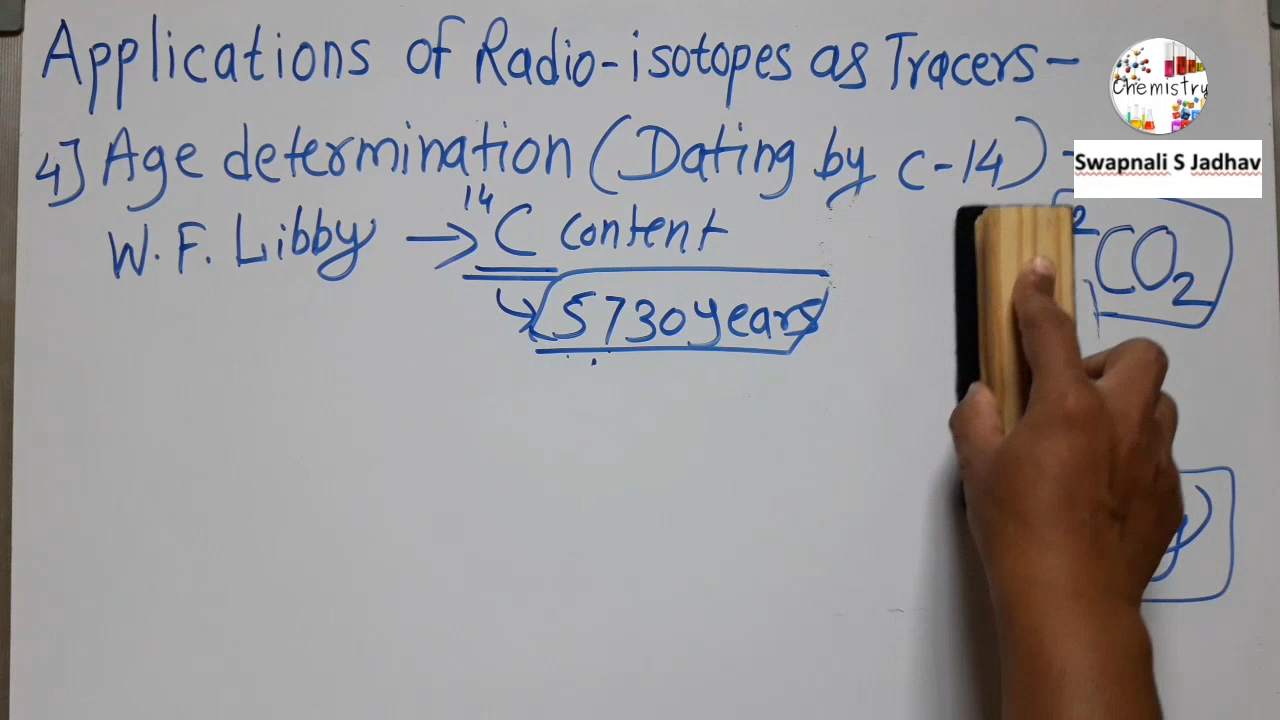 Applications of Radio-isotopes as Tracers-
Chemistry
4] Age determination (Dating by C-14) -
Swapnali S Jadhav
W. F. Libby → ¹⁴C content
↳ 5730 years
2 CO₂
y)